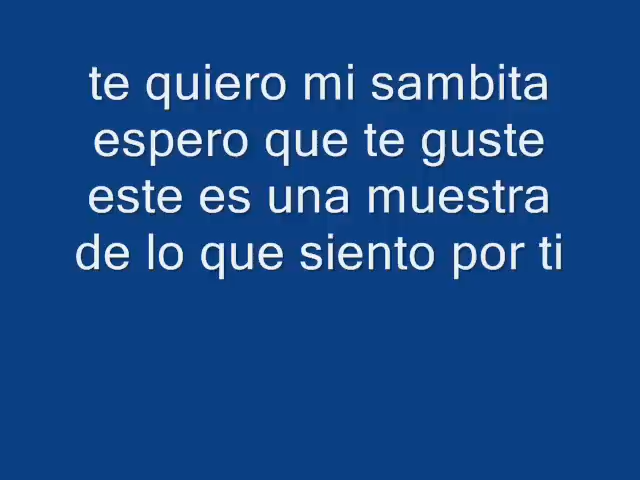 te quiero mi sambita
espero que te guste
este es una muestra
de lo que siento por ti